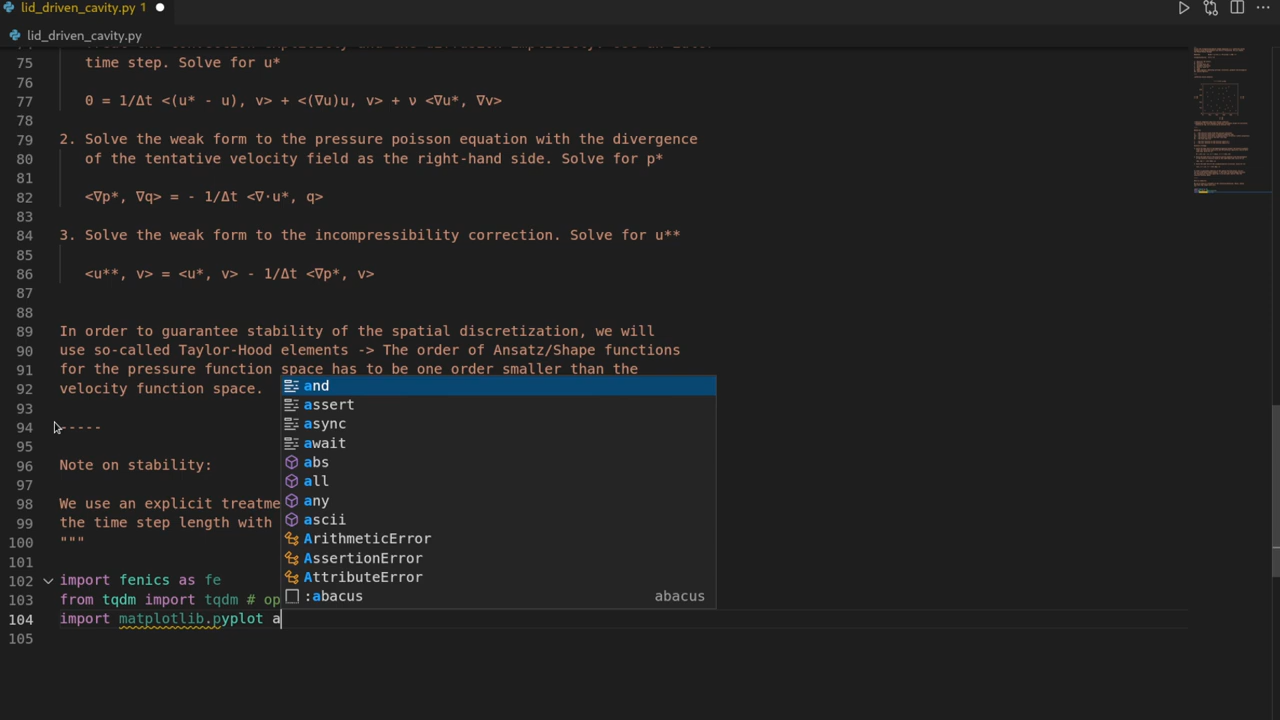 lid_driven_cavity.py 1
lid_driven_cavity.py
75 time step. Solve for u*
76
77 0 = 1/Δt <(u* - u), v> + <(∇u)u, v> + ν <∇u*, ∇v>
78
79 2. Solve the weak form to the pressure poisson equation with the divergence
80 of the tentative velocity field as the right-hand side. Solve for p*
81
82 <∇p*, ∇q> = - 1/Δt <∇·u*, q>
83
84 3. Solve the weak form to the incompressibility correction. Solve for u**
85
86 <u**, v> = <u*, v> - 1/Δt <∇p*, v>
87
88
89 In order to guarantee stability of the spatial discretization, we will
90 use so-called Taylor-Hood elements -> The order of Ansatz/Shape functions
91 for the pressure function space has to be one order smaller than the
92 velocity function space.
93
94 -----
95
96 Note on stability:
97
98 We use an explicit treatme
99 the time step length with
100 """
101
102 import fenics as fe
103 from tqdm import tqdm # op
104 import matplotlib.pyplot a
105
and
assert
async
await
abs
all
any
ascii
ArithmeticError
AssertionError
AttributeError
:abacus abacus